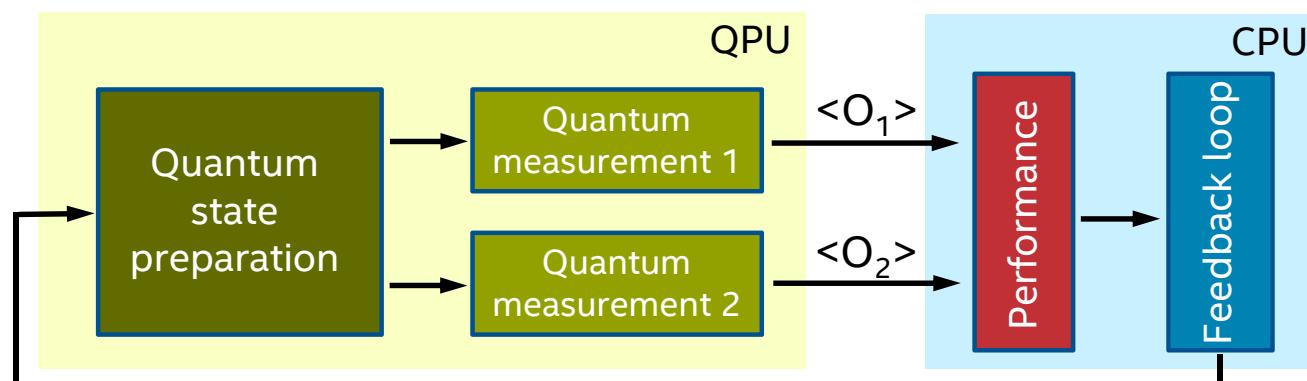 QPU
CPU
Quantum
state
preparation
Quantum
measurement 1
Quantum
measurement 2
<O₁>
<O₂>
Performance
Feedback loop